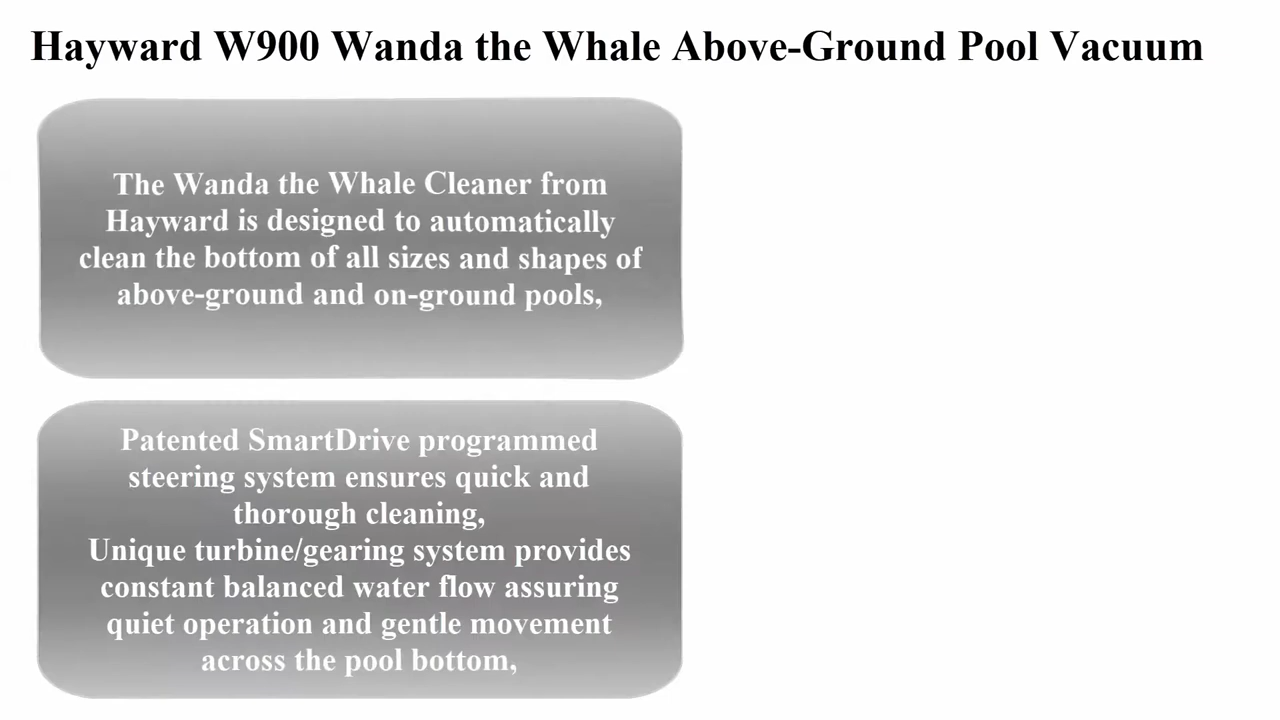 Hayward W900 Wanda the Whale Above-Ground Pool Vacuum
The Wanda the Whale Cleaner from
Hayward is designed to automatically
clean the bottom of all sizes and shapes of
above-ground and on-ground pools,
Patented SmartDrive programmed
steering system ensures quick and
thorough cleaning,
Unique turbine/gearing system provides
constant balanced water flow assuring
quiet operation and gentle movement
across the pool bottom,